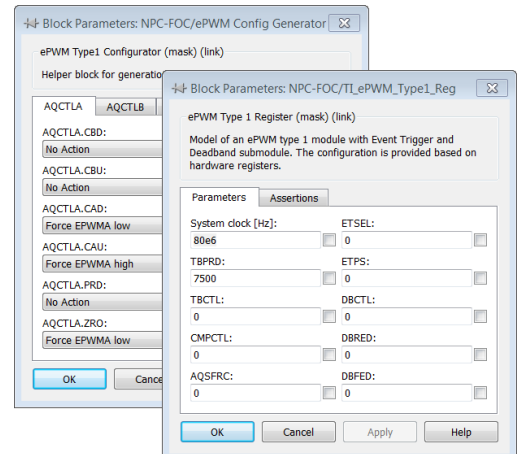 Block Parameters: NPC-FOC/ePWM Config Generator
ePWM Type1 Configurator (mask) (link)
Helper block for generatio
AQCTLA AQCTLB
AQCTLA.CBD:
No Action
AQCTLA.CBU:
No Action
AQCTLA.CAD:
Force EPWMA low
AQCTLA.CAU:
Force EPWMA high
AQCTLA.PRD:
No Action
AQCTLA.ZRO:
Force EPWMA low
OK Cance
Block Parameters: NPC-FOC/TI_ePWM_Type1_Reg
ePWM Type 1 Register (mask) (link)
Model of an ePWM type 1 module with Event Trigger and
Deadband submodule. The configuration is provided based on
hardware registers.
Parameters Assertions
System clock [Hz]: ETSEL:
80e6 0
TBPRD: ETPS:
7500 0
TBCTL: DBCTL:
0 0
CMPCTL: DBRED:
0 0
AQSFRC: DBFED:
0 0
OK Cancel Apply Help